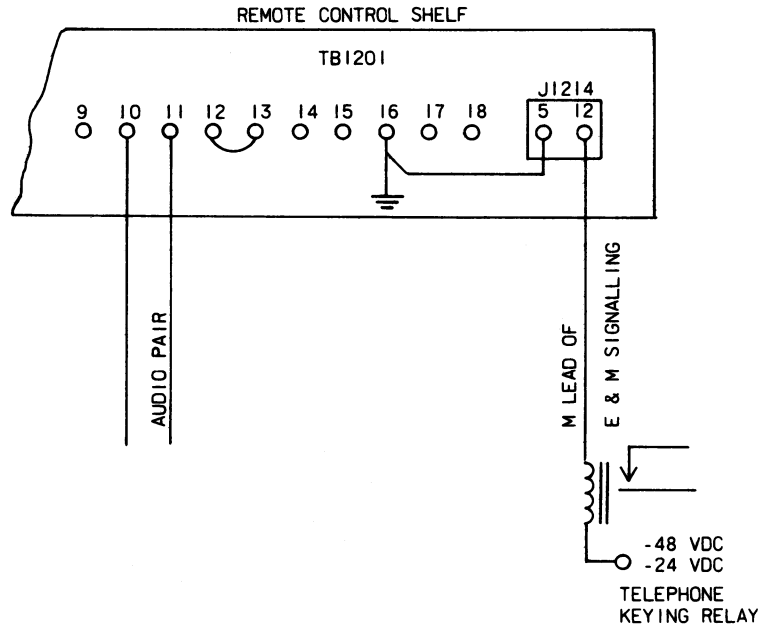 REMOTE CONTROL SHELF
TB1201
J1214
9 10 11 12 13 14 15 16 17 18 5 12
AUDIO PAIR
M LEAD OF
E & M SIGNALLING
-48 VDC
-24 VDC
TELEPHONE
KEYING RELAY